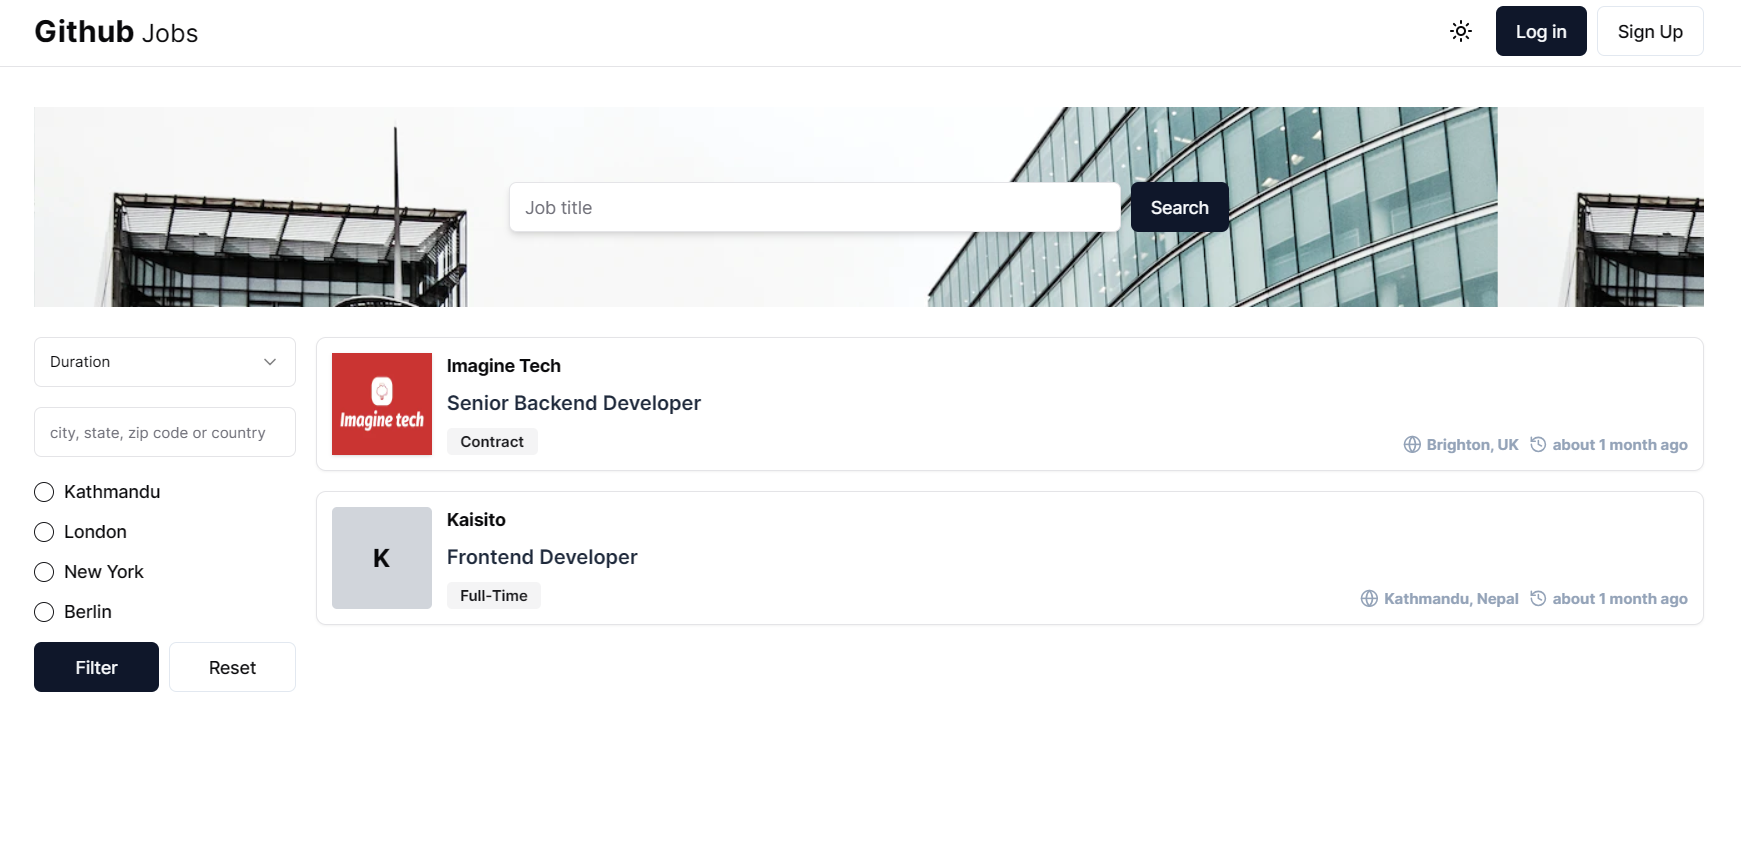 Github Jobs
Log in
Sign Up
Job title
Search
Duration
city, state, zip code or country
Kathmandu
London
New York
Berlin
Filter
Reset
Imagine tech
Imagine Tech
Senior Backend Developer
Contract
Brighton, UK
about 1 month ago
K
Kaisito
Frontend Developer
Full-Time
Kathmandu, Nepal
about 1 month ago